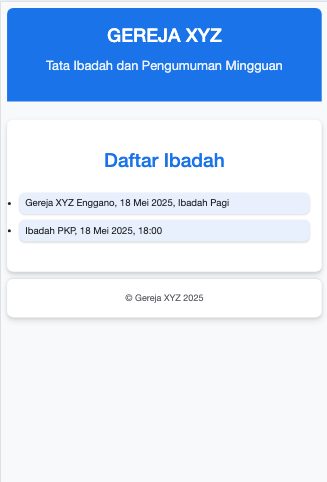 GEREJA XYZ
Tata Ibadah dan Pengumuman Mingguan
Daftar Ibadah
Gereja XYZ Enggano, 18 Mei 2025, Ibadah Pagi
Ibadah PKP, 18 Mei 2025, 18:00
© Gereja XYZ 2025